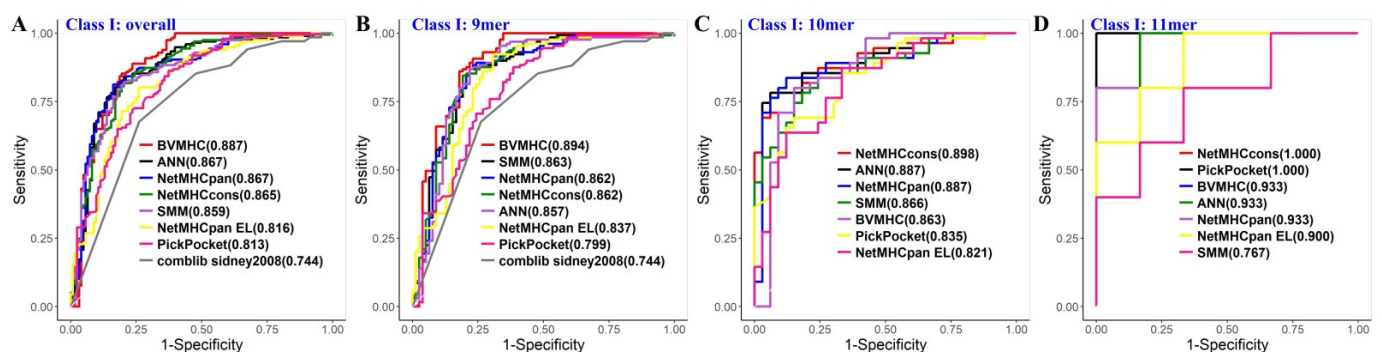 A
Class I: overall
Sensitivity
1.00
0.75
0.50
0.25
0.00
BVMHC(0.887)
ANN(0.867)
NetMHCpan(0.867)
NetMHCcons(0.865)
SMM(0.859)
NetMHCpan EL(0.816)
PickPocket(0.813)
comblib sidney2008(0.744)
0.00 0.25 0.50 0.75 1.00
1-Specificity
B
Class I: 9mer
Sensitivity
1.00
0.75
0.50
0.25
0.00
BVMHC(0.894)
SMM(0.863)
NetMHCpan(0.862)
NetMHCcons(0.862)
ANN(0.857)
NetMHCpan EL(0.837)
PickPocket(0.799)
comblib sidney2008(0.744)
0.00 0.25 0.50 0.75 1.00
1-Specificity
C
Class I: 10mer
Sensitivity
1.00
0.75
0.50
0.25
0.00
NetMHCcons(0.898)
ANN(0.887)
NetMHCpan(0.887)
SMM(0.866)
BVMHC(0.863)
PickPocket(0.835)
NetMHCpan EL(0.821)
0.00 0.25 0.50 0.75 1.00
1-Specificity
D
Class I: 11mer
Sensitivity
1.00
0.75
0.50
0.25
0.00
NetMHCcons(1.000)
PickPocket(1.000)
BVMHC(0.933)
ANN(0.933)
NetMHCpan(0.933)
NetMHCpan EL(0.900)
SMM(0.767)
0.00 0.25 0.50 0.75 1.00
1-Specificity